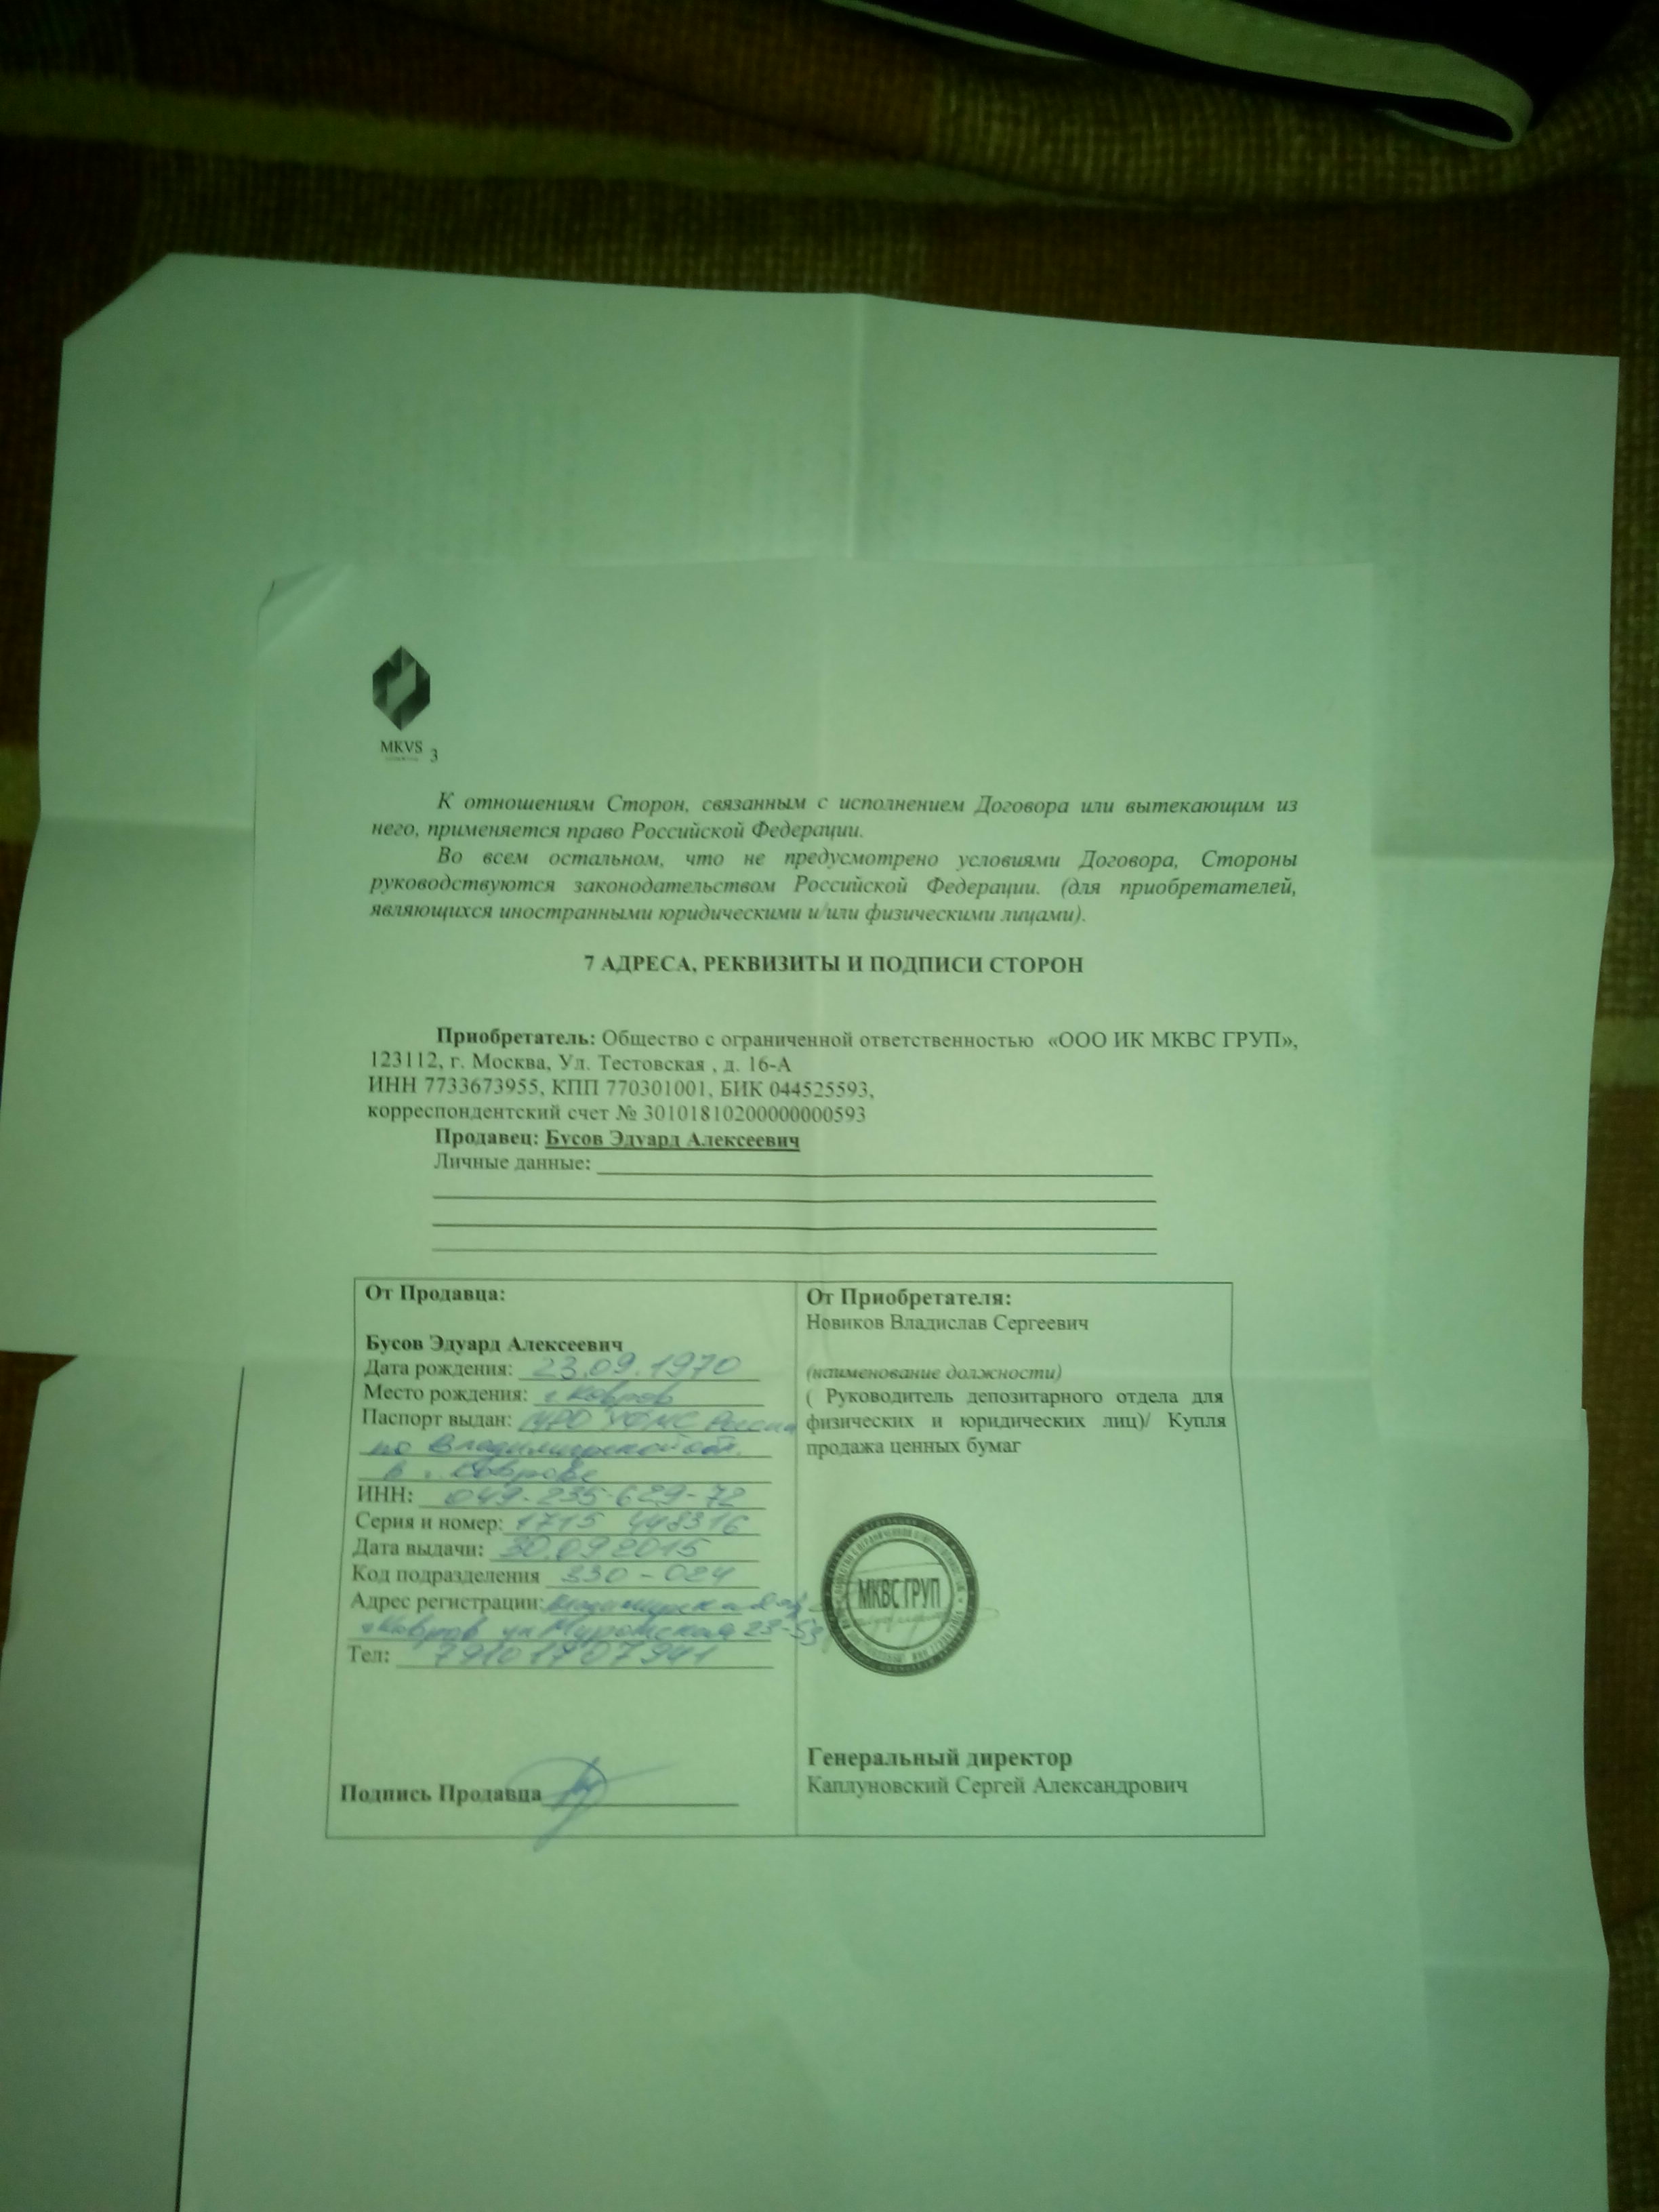 MKVS
3
К отношениям Сторон, связанным с исполнением Договора или вытекающим из
него, применяется право Российской Федерации.
Во всем остальном, что не предусмотрено условиями Договора, Стороны
руководствуются законодательством Российской Федерации. (для приобретателей,
являющихся иностранными юридическими и/или физическими лицами).
7 АДРЕСА, РЕКВИЗИТЫ И ПОДПИСИ СТОРОН
Приобретатель: Общество с ограниченной ответственностью «ООО ИК МКВС ГРУП»,
123112, г. Москва, Ул. Тестовская , д. 16-А
ИНН 7733673955, КПП 770301001, БИК 044525593,
корреспондентский счет № 30101810200000000593
Продавец: Бусов Эдуард Алексеевич
Личные данные:
От Продавца:
Бусов Эдуард Алексеевич
Дата рождения: 23.09.1970
Место рождения: г Ковров
Паспорт выдан: МРО УФМС России
по Владимирской обл.
в г. Коврове
ИНН: 049-235-629-72
Серия и номер: 1715 448316
Дата выдачи: 30.09.2015
Код подразделения 330-024
Адрес регистрации:
г Ковров ул Муромская 23-53
Тел: 79101707941
Подпись Продавца
От Приобретателя:
Новиков Владислав Сергеевич
(наименование должности)
( Руководитель депозитарного отдела для
физических и юридических лиц)/ Купля
продажа ценных бумаг
МКВС ГРУП
Генеральный директор
Каплуновский Сергей Александрович